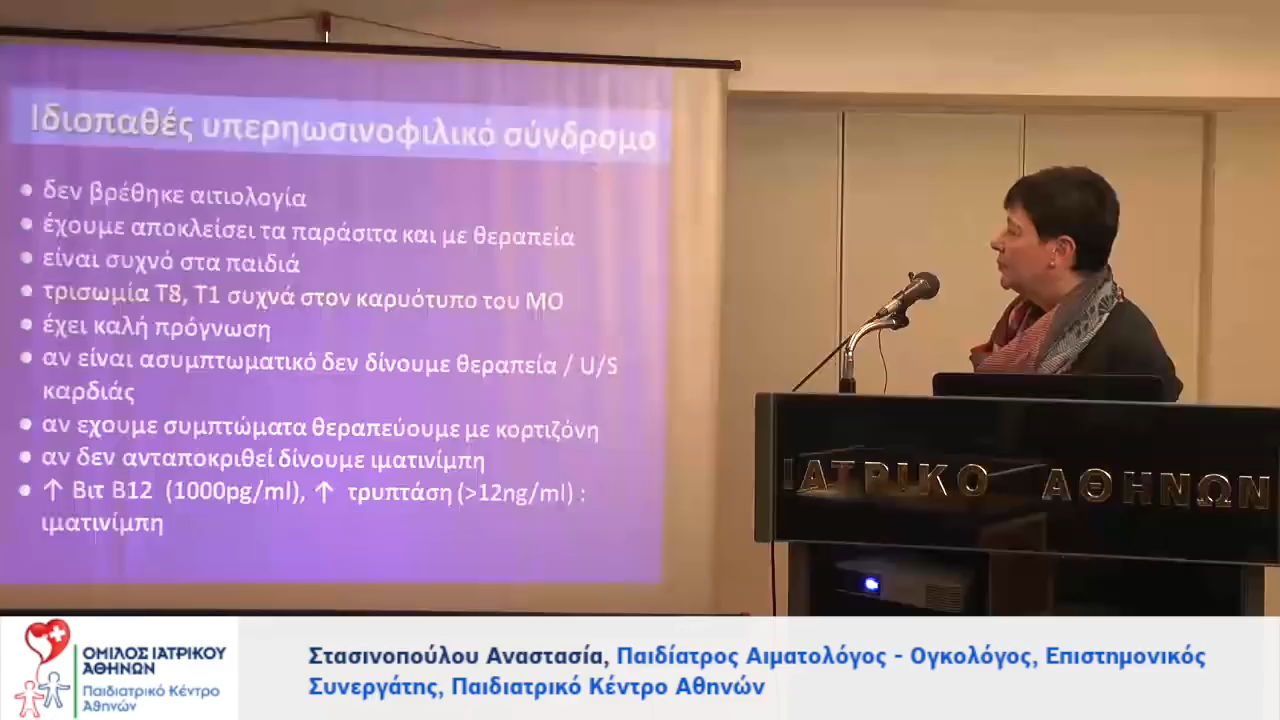 Ιδιοπαθές υπερηωσινοφιλικό σύνδρομο
● δεν βρέθηκε αιτιολογία
● έχουμε αποκλείσει τα παράσιτα και με θεραπεία
● είναι συχνό στα παιδιά
● τρισωμία Τ8, Τ1 συχνά στον καρυότυπο του ΜΟ
● έχει καλή πρόγνωση
● αν είναι ασυμπτωματικό δεν δίνουμε θεραπεία / U/S
καρδιάς
● αν εχουμε συμπτώματα θεραπεύουμε με κορτιζόνη
● αν δεν ανταποκριθεί δίνουμε ιματινίμπη
● ↑ Βιτ Β12 (1000pg/ml), ↑ τρυπτάση (>12ng/ml) :
ιματινίμπη
ΙΑΤΡΙΚΟ ΑΘΗΝΩΝ
ΟΜΙΛΟΣ ΙΑΤΡΙΚΟΥ
ΑΘΗΝΩΝ
Παιδιατρικό Κέντρο
Αθηνών
Στασινοπούλου Αναστασία, Παιδίατρος Αιματολόγος - Ογκολόγος, Επιστημονικός
Συνεργάτης, Παιδιατρικό Κέντρο Αθηνών